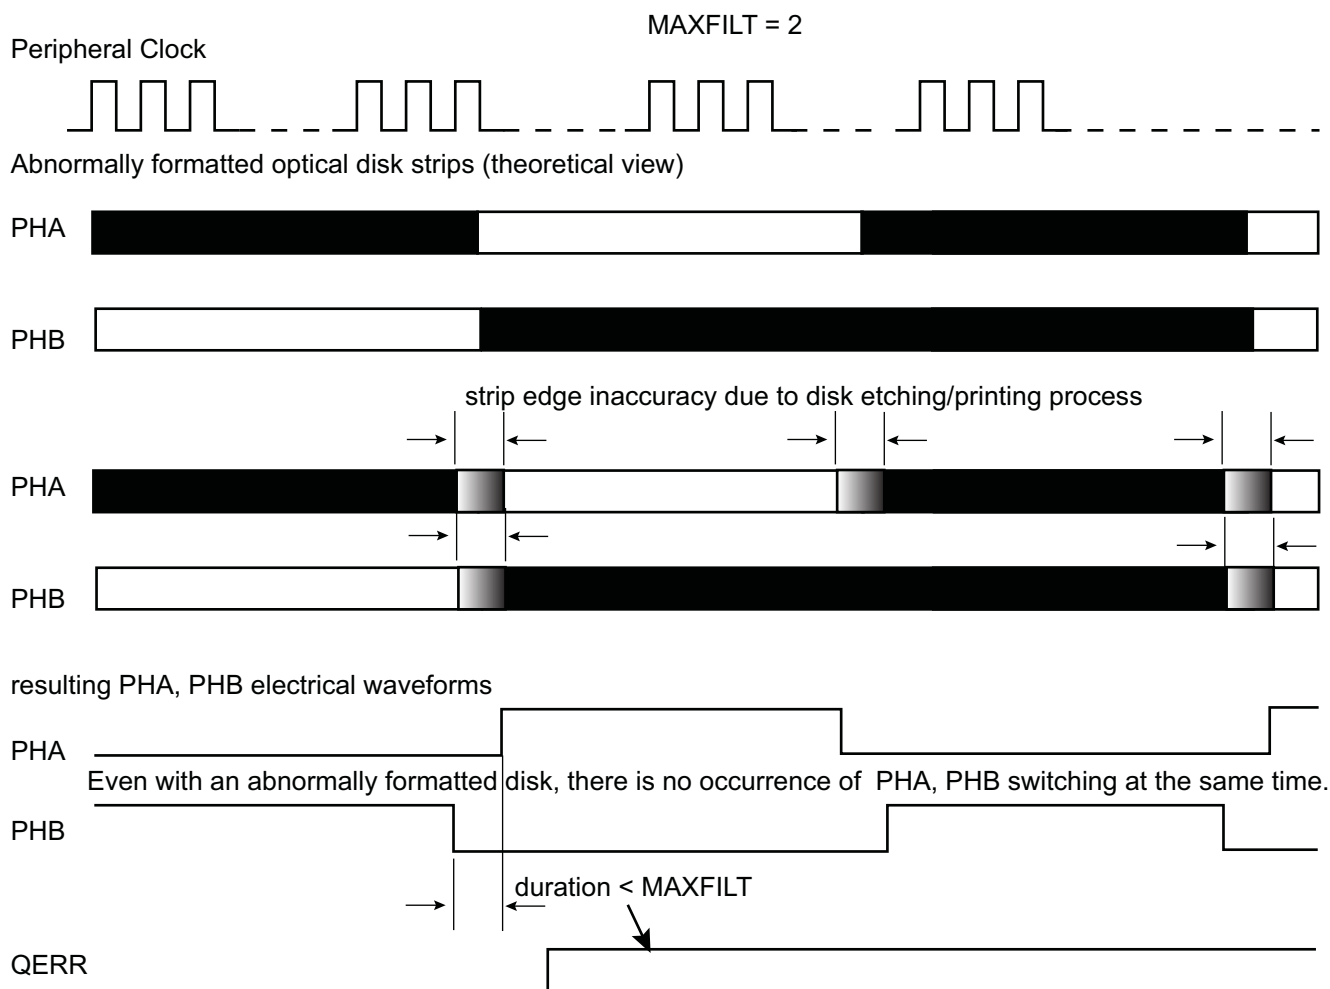 MAXFILT = 2
Peripheral Clock
Abnormally formatted optical disk strips (theoretical view)
PHA
PHB
strip edge inaccuracy due to disk etching/printing process
PHA
PHB
resulting PHA, PHB electrical waveforms
PHA
Even with an abnormally formatted disk, there is no occurrence of PHA, PHB switching at the same time.
PHB
duration < MAXFILT
QERR